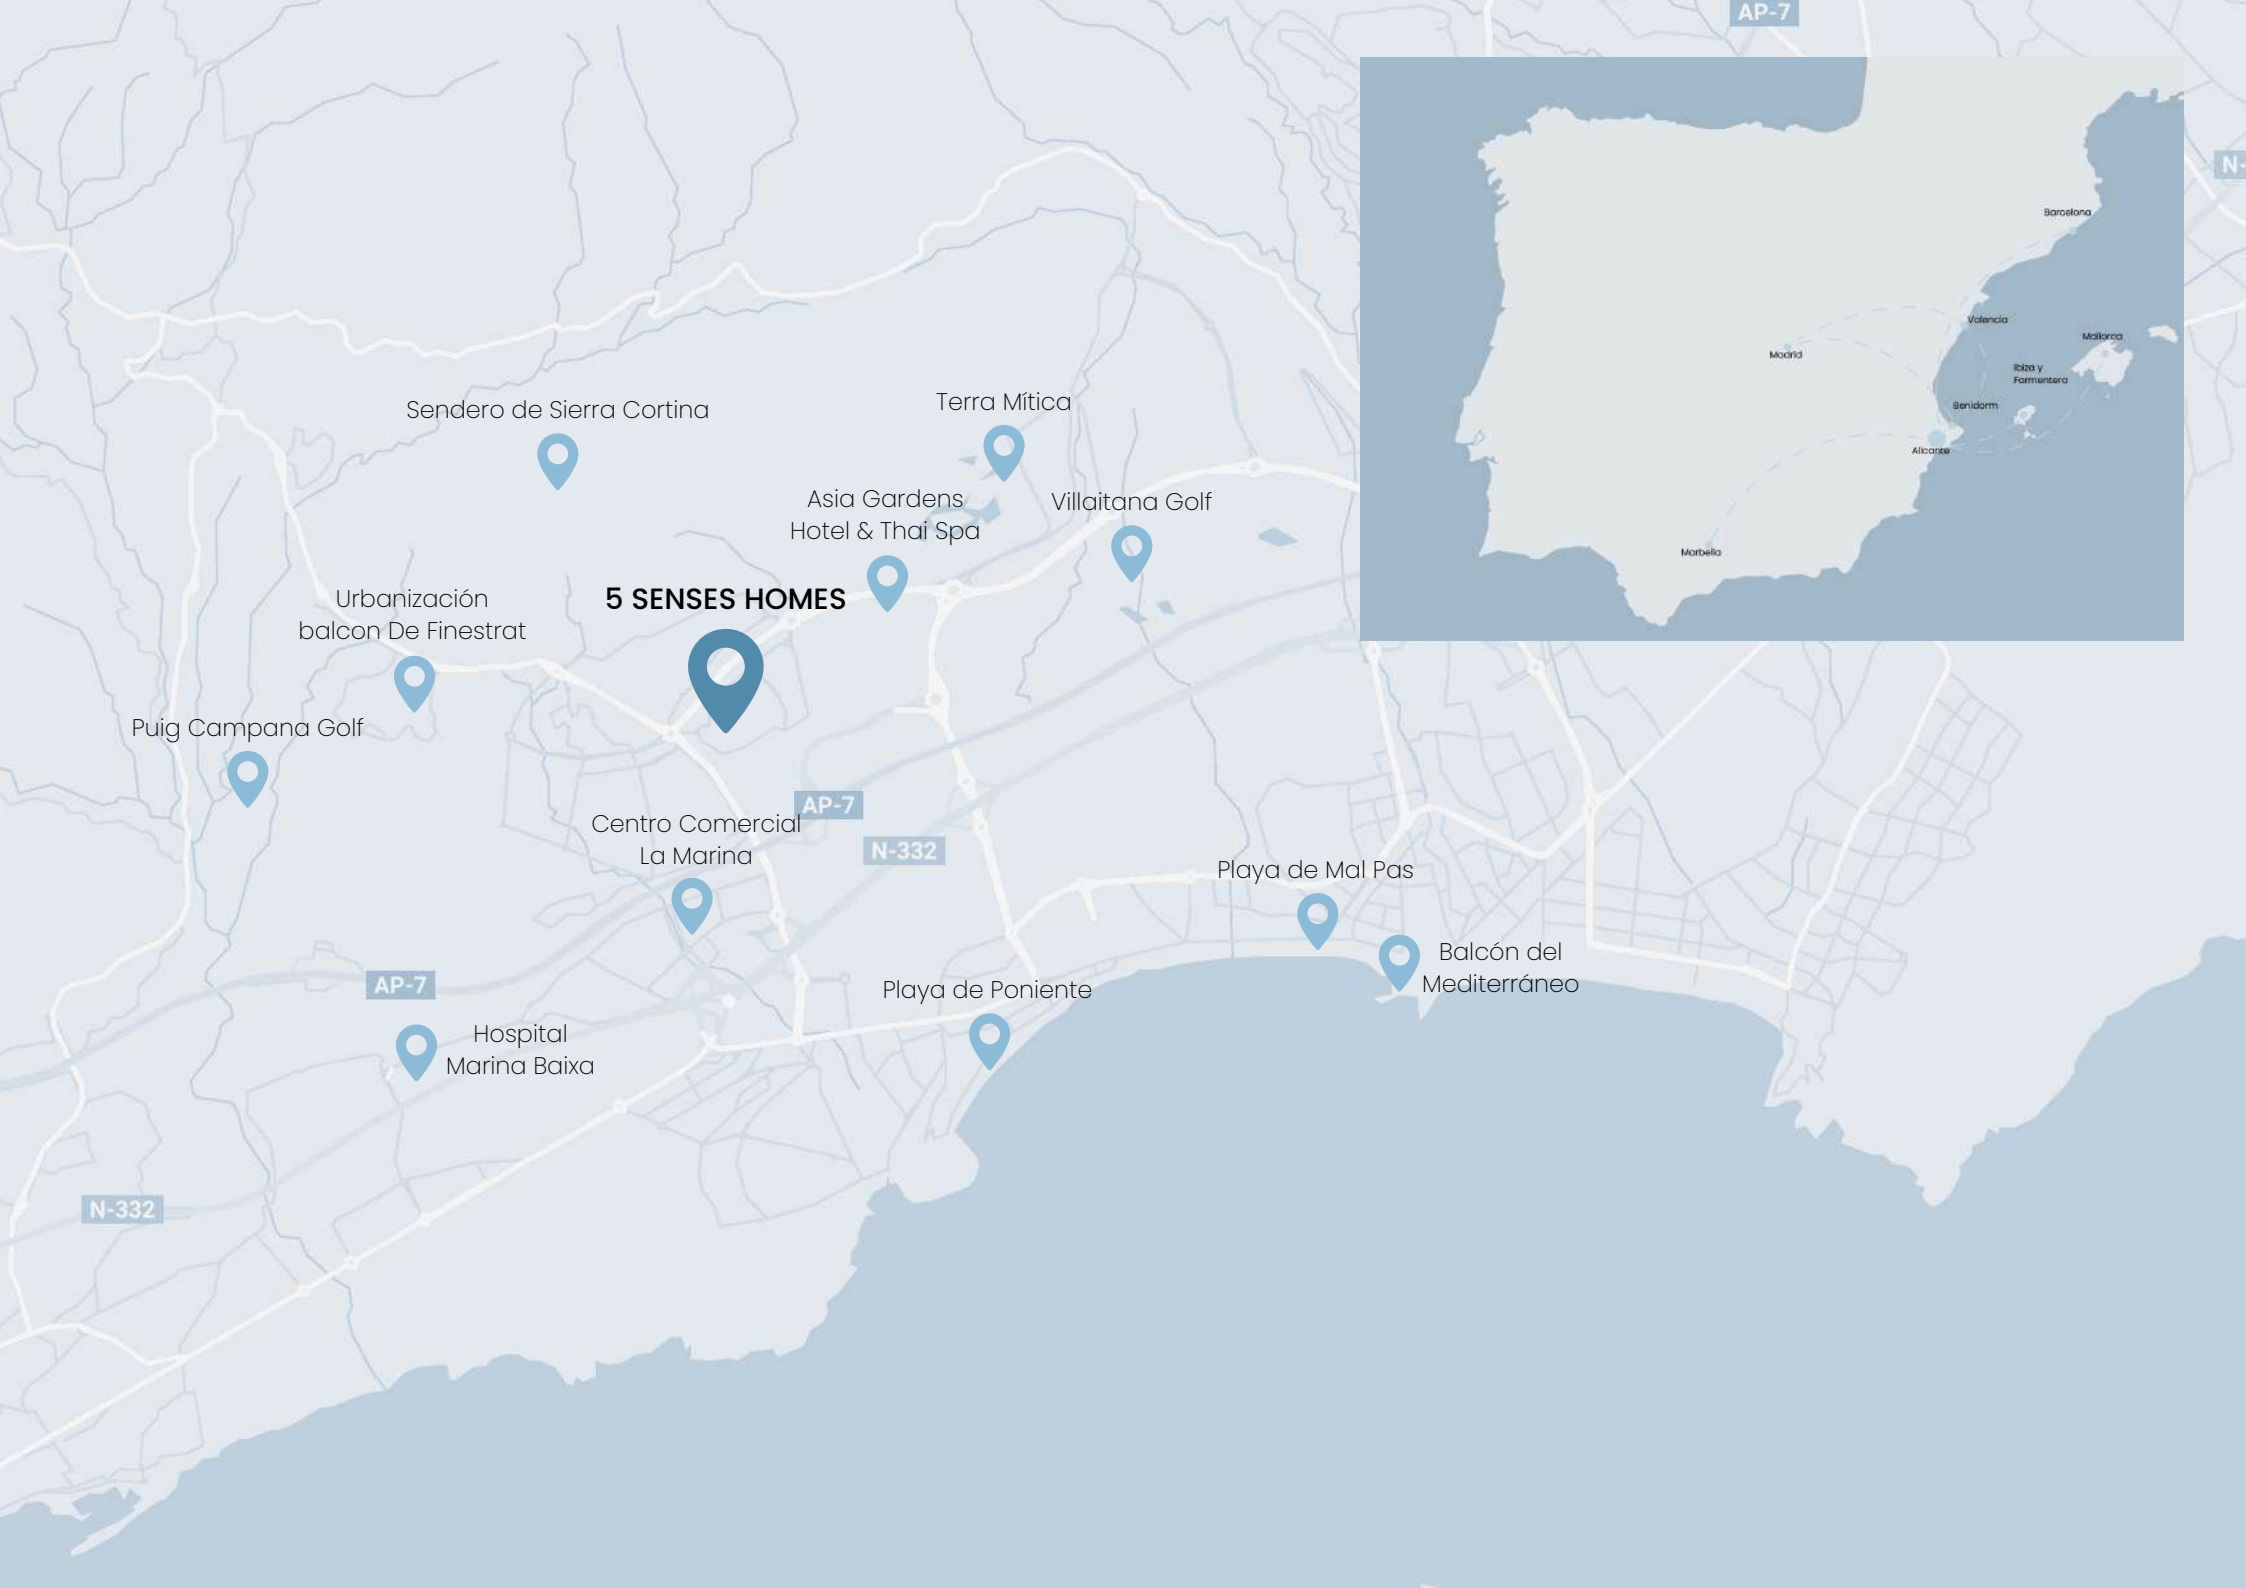 AP-7
N-
Barcelona
Valencia
Mallorca
Madrid
Ibiza y
Formentera
Benidorm
Alicante
Marbella
Sendero de Sierra Cortina
Terra Mítica
Asia Gardens
Hotel & Thai Spa
Villaitana Golf
Urbanización
balcon De Finestrat
5 SENSES HOMES
Puig Campana Golf
AP-7
Centro Comercial
La Marina
N-332
Playa de Mal Pas
Balcón del
Mediterráneo
AP-7
Playa de Poniente
Hospital
Marina Baixa
N-332